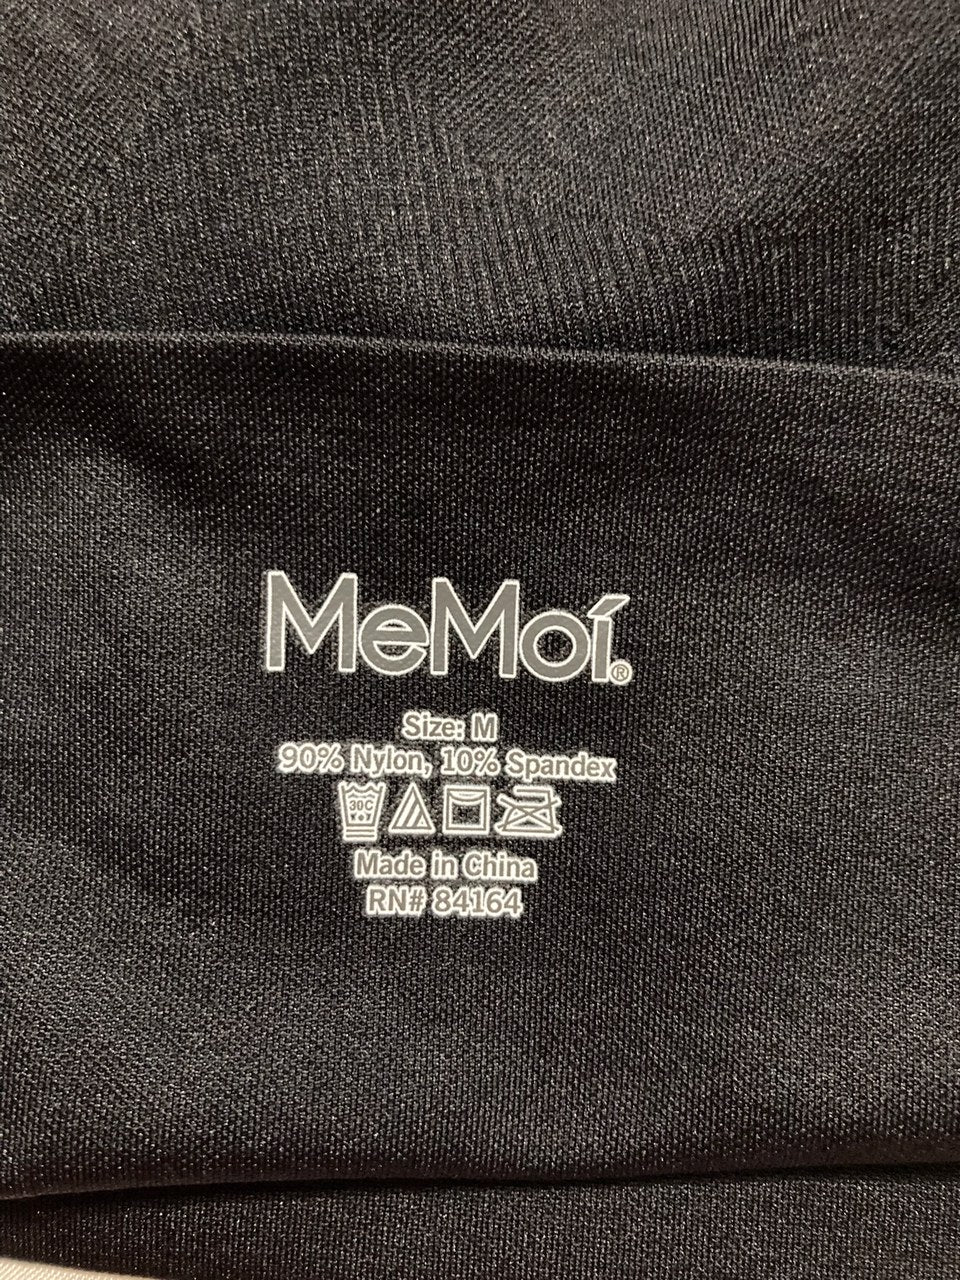 MeMoí®
Size: M
90% Nylon, 10% Spandex
30C
Made in China
RN# 84164